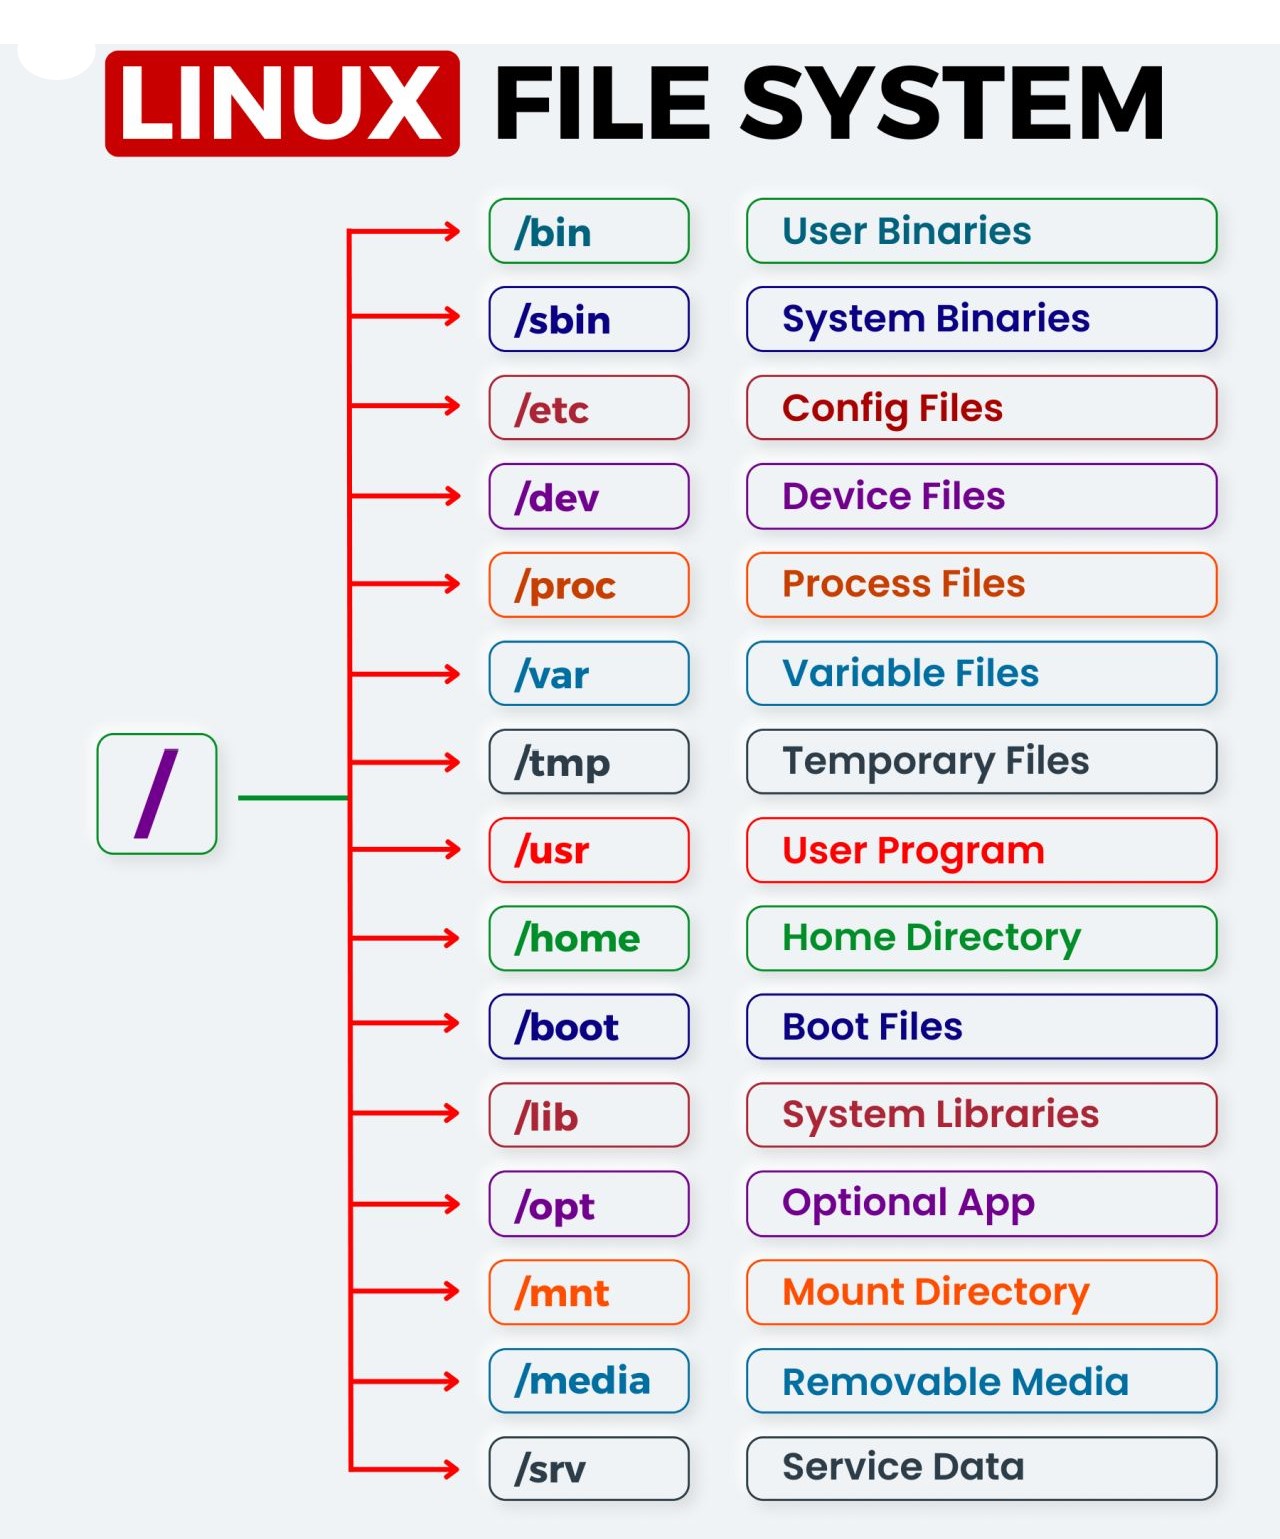 LINUX FILE SYSTEM
/bin User Binaries
/sbin System Binaries
/etc Config Files
/dev Device Files
/proc Process Files
/var Variable Files
/tmp Temporary Files
/
/usr User Program
/home Home Directory
/boot Boot Files
/lib System Libraries
/opt Optional App
/mnt Mount Directory
/media Removable Media
/srv Service Data